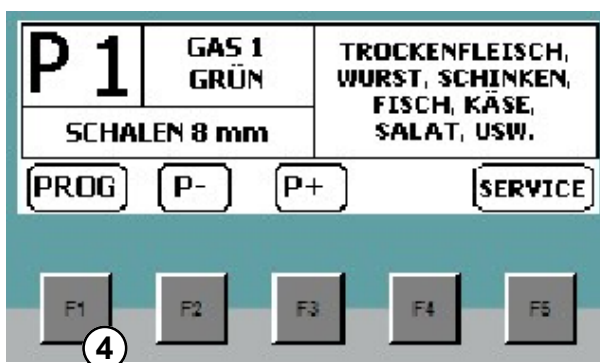 P 1
GAS 1
GRÜN
SCHALEN 8 mm
TROCKENFLEISCH,
WURST, SCHINKEN,
FISCH, KÄSE,
SALAT, USW.
PROG P- P+ SERVICE
F1 F2 F3 F4 F5
4